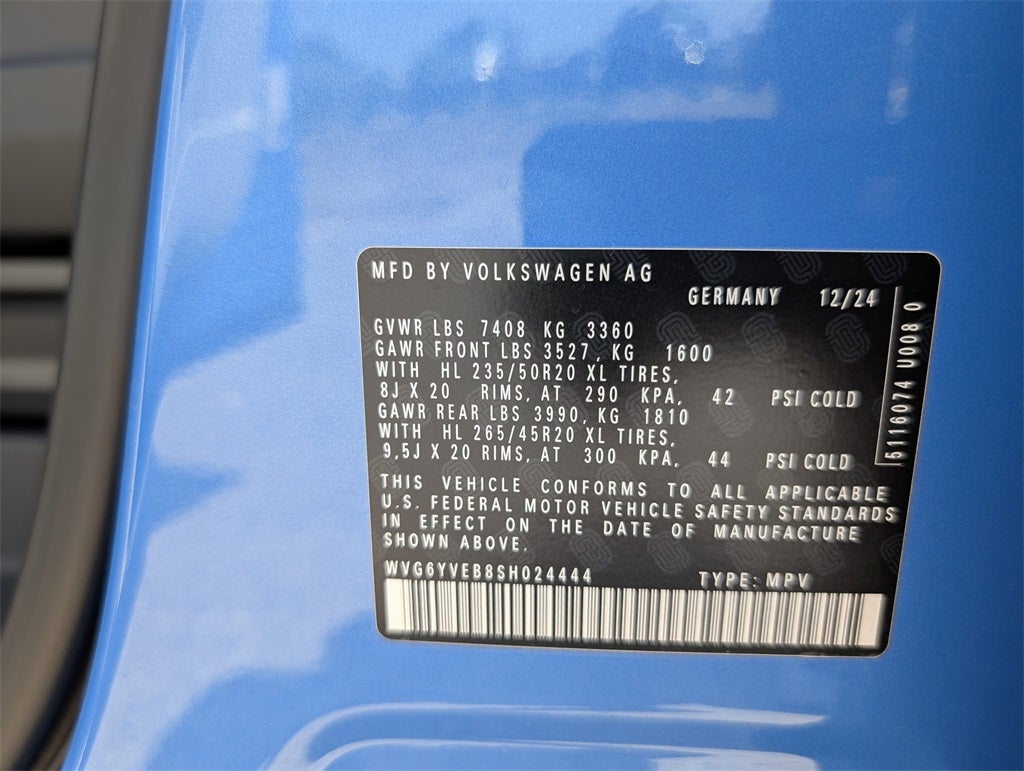 MFD BY VOLKSWAGEN AG
GERMANY 12/24
GVWR LBS 7408 KG 3360
GAWR FRONT LBS 3527, KG 1600
WITH HL 235/50R20 XL TIRES,
8J X 20 RIMS, AT 290 KPA, 42 PSI COLD
GAWR REAR LBS 3990, KG 1810
WITH HL 265/45R20 XL TIRES,
9,5J X 20 RIMS, AT 300 KPA, 44 PSI COLD
THIS VEHICLE CONFORMS TO ALL APPLICABLE
U.S. FEDERAL MOTOR VEHICLE SAFETY STANDARDS
IN EFFECT ON THE DATE OF MANUFACTURE
SHOWN ABOVE.
WVG6YVEB8SH024444 TYPE: MPV
5116074 U008 0